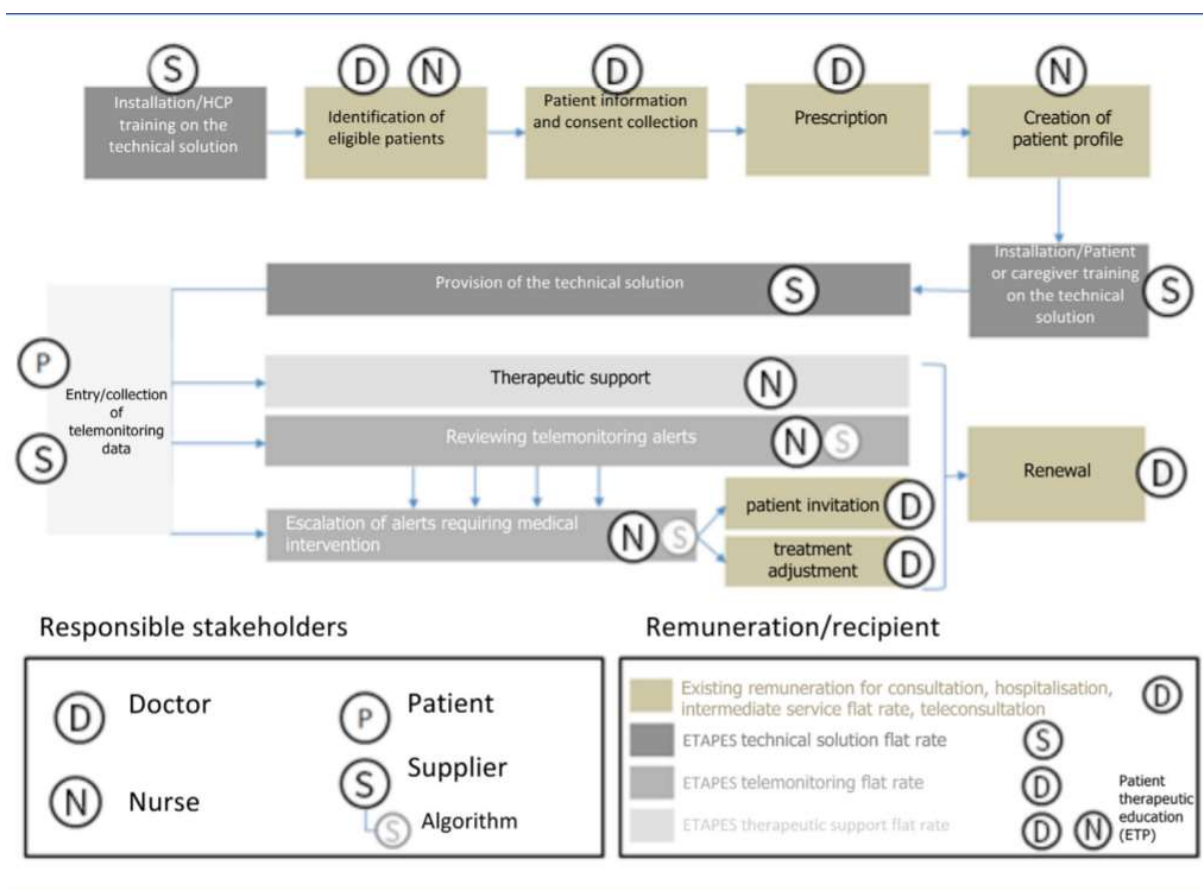 S
D
N
D
D
N
Installation/HCP
training on the
technical solution
Identification of
eligible patients
Patient information
and consent collection
Prescription
Creation of
patient profile
Installation/Patient
or caregiver training
on the technical
solution
S
Provision of the technical solution
S
P
S
Entry/collection
of
telemonitoring
data
Therapeutic support
N
Reviewing telemonitoring alerts
N
S
Escalation of alerts requiring medical
intervention
N
S
patient invitation
D
treatment
adjustment
D
Renewal
D
Responsible stakeholders
D
Doctor
P
Patient
N
Nurse
S
Supplier
S
Algorithm
Remuneration/recipient
Existing remuneration for consultation, hospitalisation,
intermediate service flat rate, teleconsultation
D
ETAPES technical solution flat rate
S
ETAPES telemonitoring flat rate
D
ETAPES therapeutic support flat rate
D
N
Patient
therapeutic
education
(ETP)